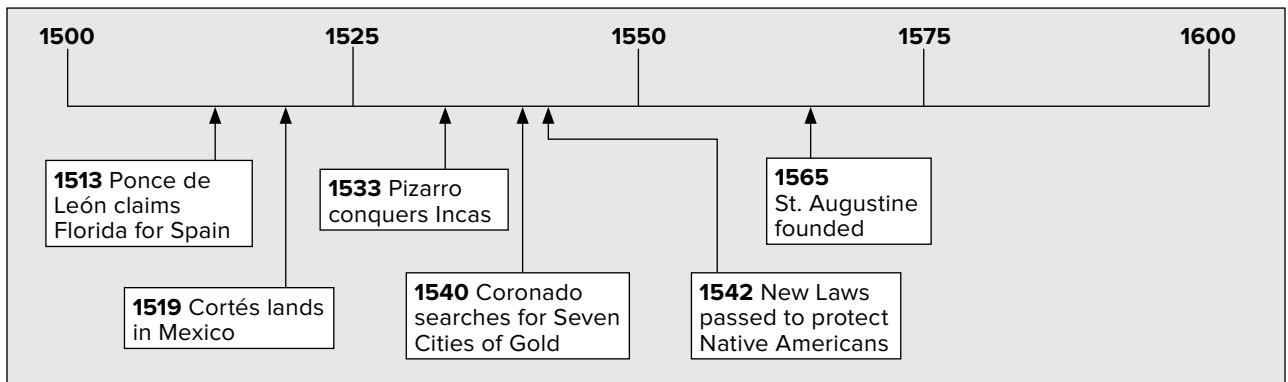 1500 1525 1550 1575 1600
1513 Ponce de
León claims
Florida for Spain
1519 Cortés lands
in Mexico
1533 Pizarro
conquers Incas
1540 Coronado
searches for Seven
Cities of Gold
1542 New Laws
passed to protect
Native Americans
1565
St. Augustine
founded